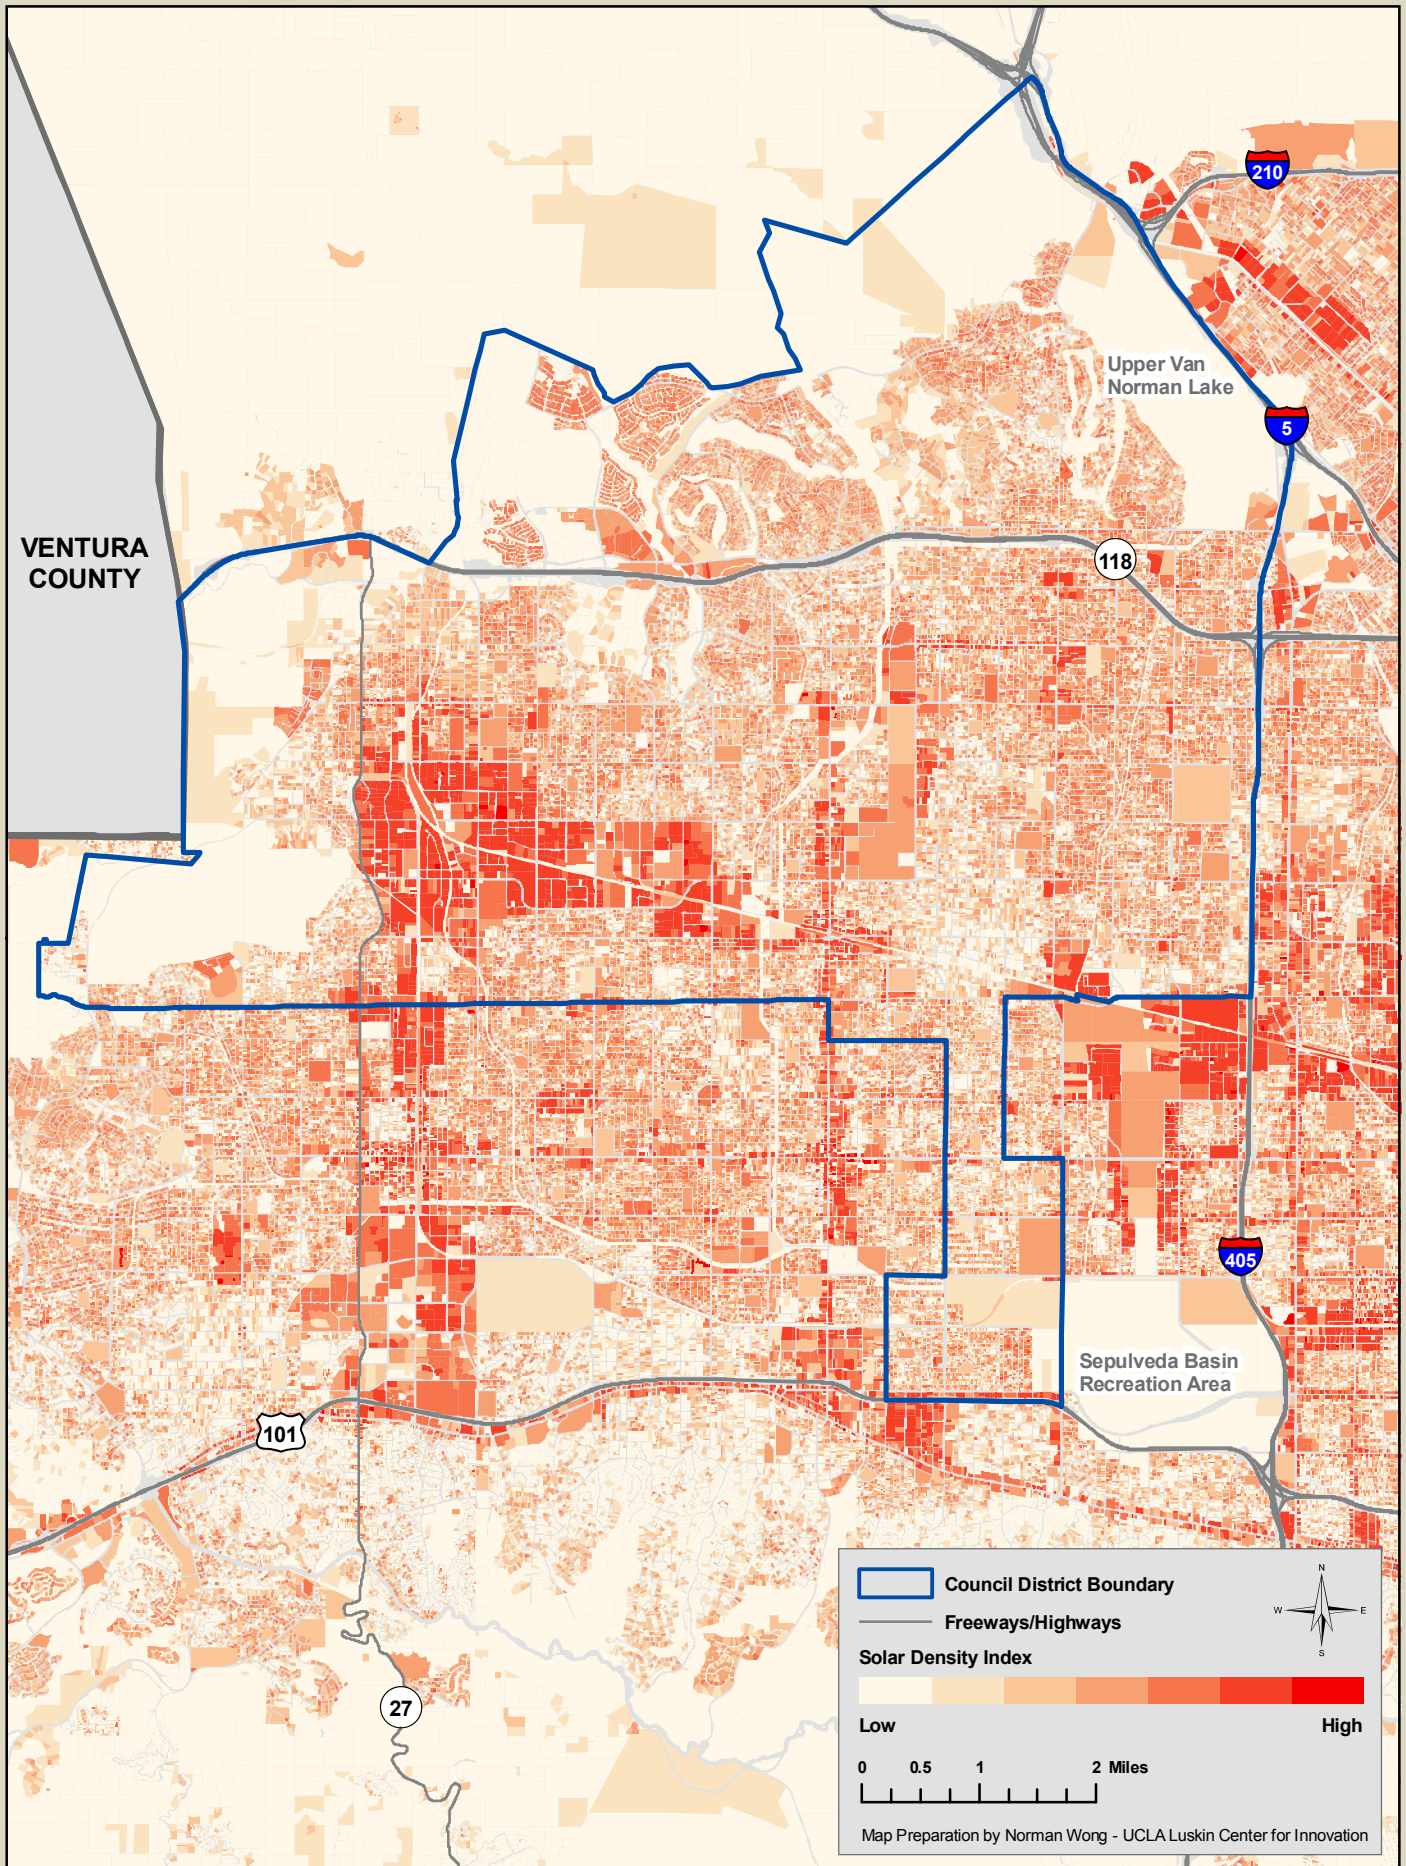 210
Upper Van
Norman Lake
5
VENTURA
COUNTY
118
405
Sepulveda Basin
Recreation Area
101
27
Council District Boundary
Freeways/Highways
Solar Density Index
Low
High
N
W
E
S
0 0.5 1 2 Miles
Map Preparation by Norman Wong - UCLA Luskin Center for Innovation